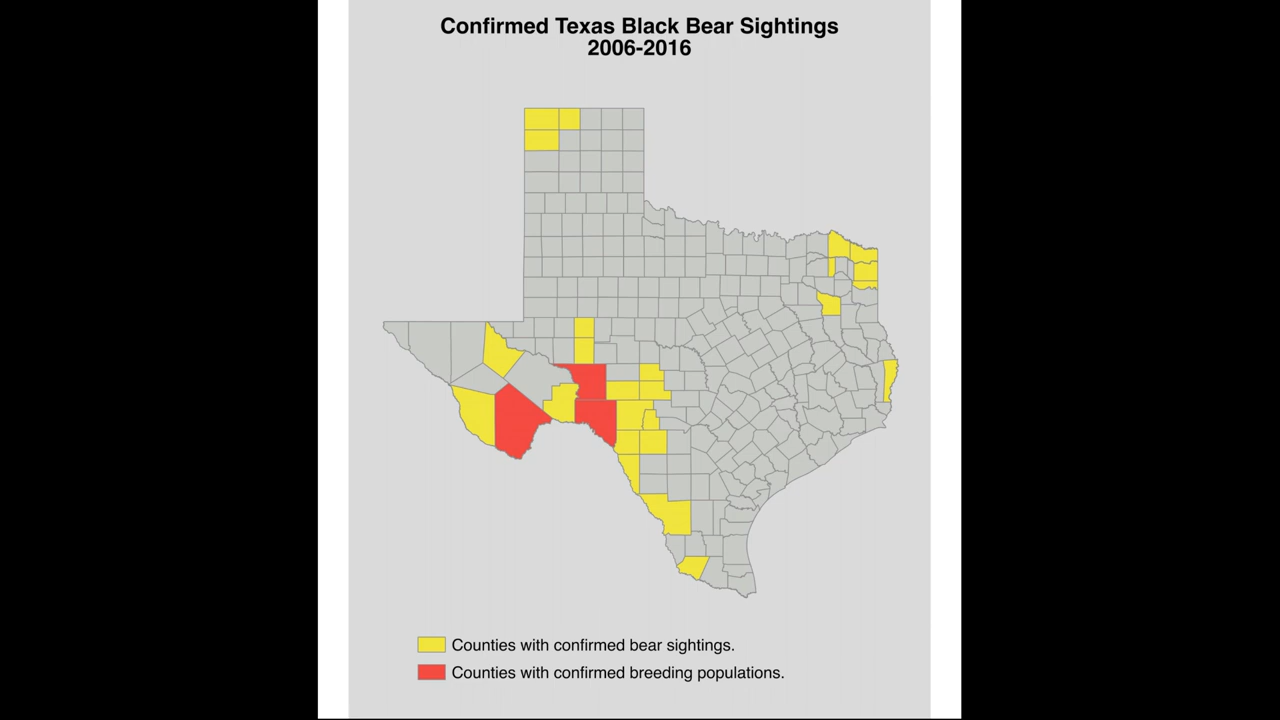 Confirmed Texas Black Bear Sightings
2006-2016
Counties with confirmed bear sightings.
Counties with confirmed breeding populations.